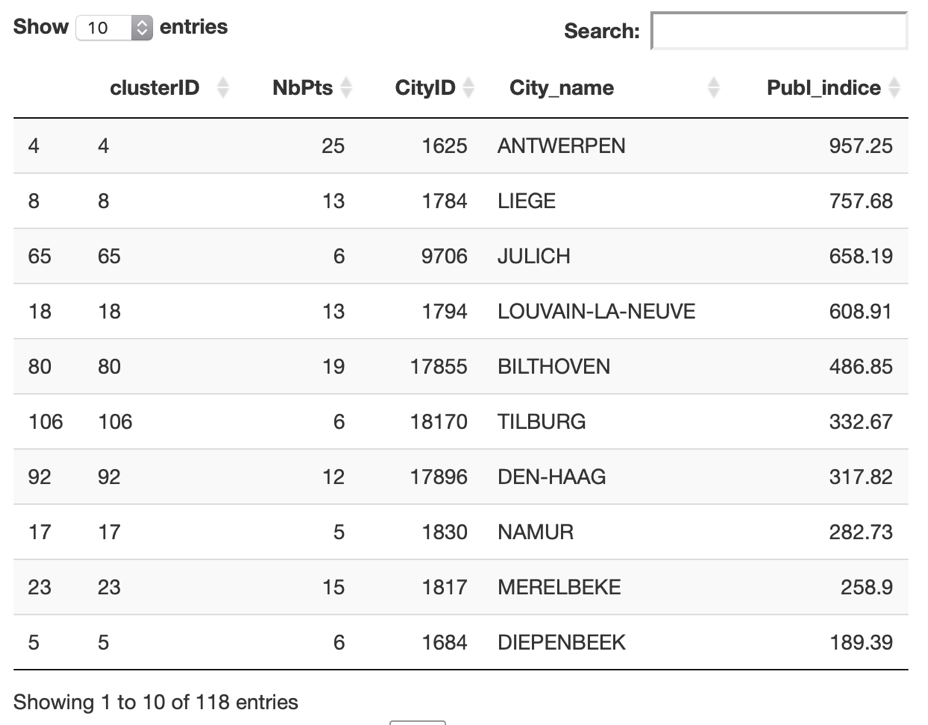 Show 10 entries Search:
clusterID NbPts CityID City_name Publ_indice
4 4 25 1625 ANTWERPEN 957.25
8 8 13 1784 LIEGE 757.68
65 65 6 9706 JULICH 658.19
18 18 13 1794 LOUVAIN-LA-NEUVE 608.91
80 80 19 17855 BILTHOVEN 486.85
106 106 6 18170 TILBURG 332.67
92 92 12 17896 DEN-HAAG 317.82
17 17 5 1830 NAMUR 282.73
23 23 15 1817 MERELBEKE 258.9
5 5 6 1684 DIEPENBEEK 189.39
Showing 1 to 10 of 118 entries